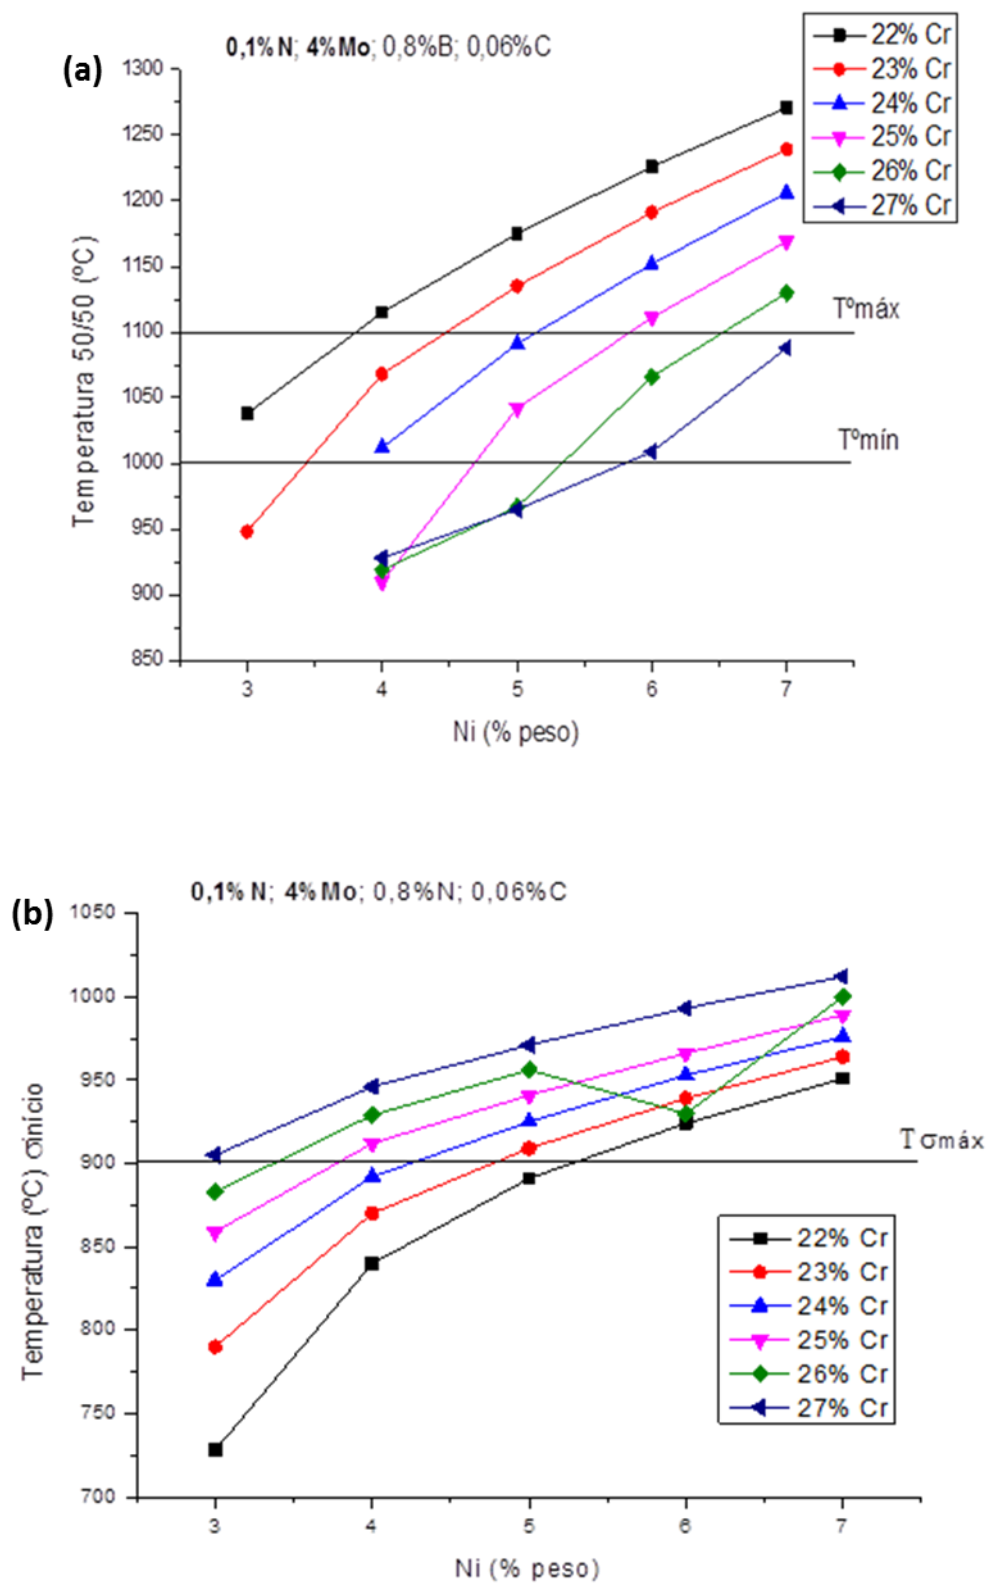 (a)
0,1%N; 4%Mo; 0,8%B; 0,06%C
22% Cr
23% Cr
24% Cr
25% Cr
26% Cr
27% Cr
1300
1250
1200
1150
1100
1050
1000
950
900
850
Temperatura 50/50 (ºC)
Tºmáx
Tºmín
3 4 5 6 7
Ni (% peso)
(b)
0,1% N; 4% Mo; 0,8%N; 0,06%C
1050
1000
950
900
850
800
750
700
Temperatura (ºC) σinício
Tσmáx
22% Cr
23% Cr
24% Cr
25% Cr
26% Cr
27% Cr
3 4 5 6 7
Ni (% peso)